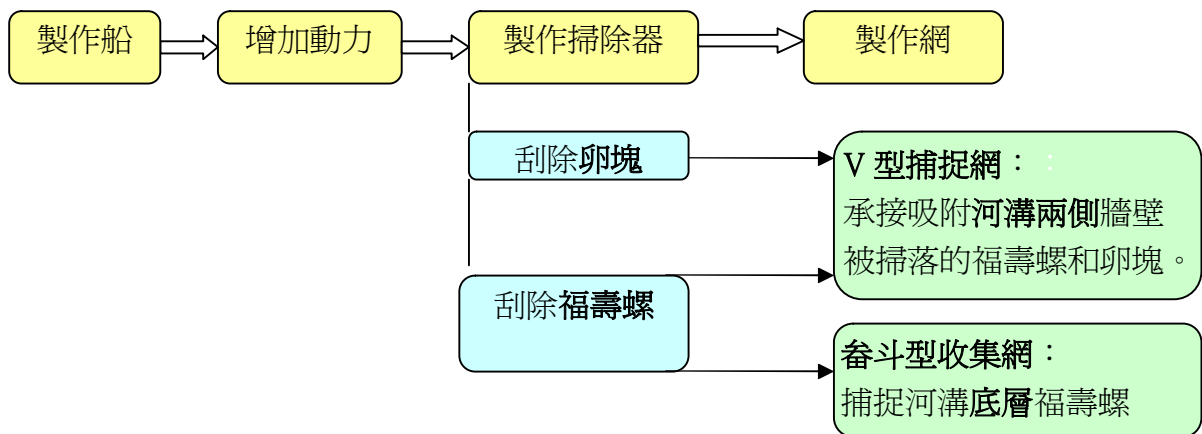 製作船
增加動力
製作掃除器
製作網
刮除卵塊
V 型捕捉網：
承接吸附河溝兩側牆壁
被掃落的福壽螺和卵塊。
刮除福壽螺
畚斗型收集網：
捕捉河溝底層福壽螺